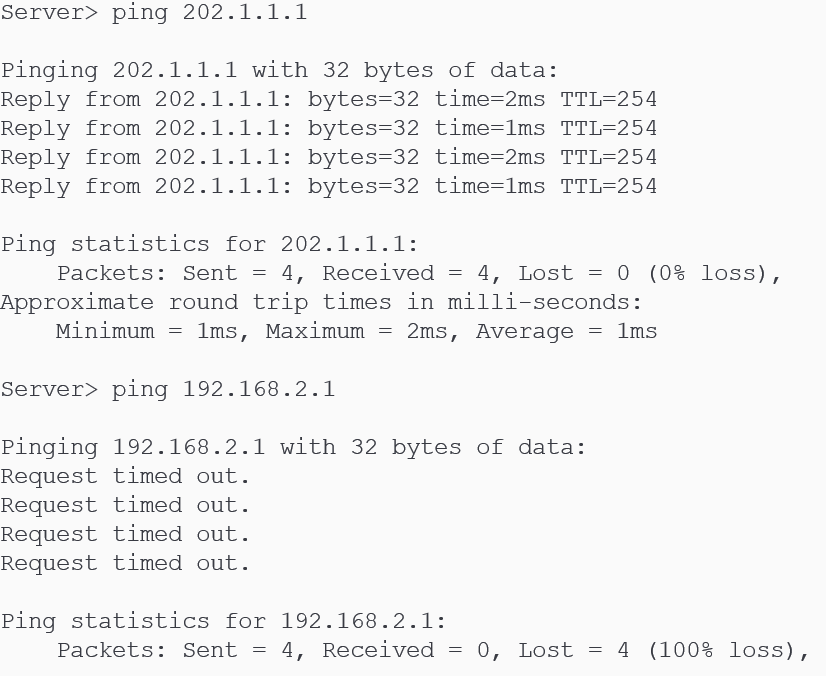 Server> ping 202.1.1.1
Pinging 202.1.1.1 with 32 bytes of data:
Reply from 202.1.1.1: bytes=32 time=2ms TTL=254
Reply from 202.1.1.1: bytes=32 time=1ms TTL=254
Reply from 202.1.1.1: bytes=32 time=2ms TTL=254
Reply from 202.1.1.1: bytes=32 time=1ms TTL=254
Ping statistics for 202.1.1.1:
    Packets: Sent = 4, Received = 4, Lost = 0 (0% loss),
Approximate round trip times in milli-seconds:
    Minimum = 1ms, Maximum = 2ms, Average = 1ms
Server> ping 192.168.2.1
Pinging 192.168.2.1 with 32 bytes of data:
Request timed out.
Request timed out.
Request timed out.
Request timed out.
Ping statistics for 192.168.2.1:
    Packets: Sent = 4, Received = 0, Lost = 4 (100% loss),